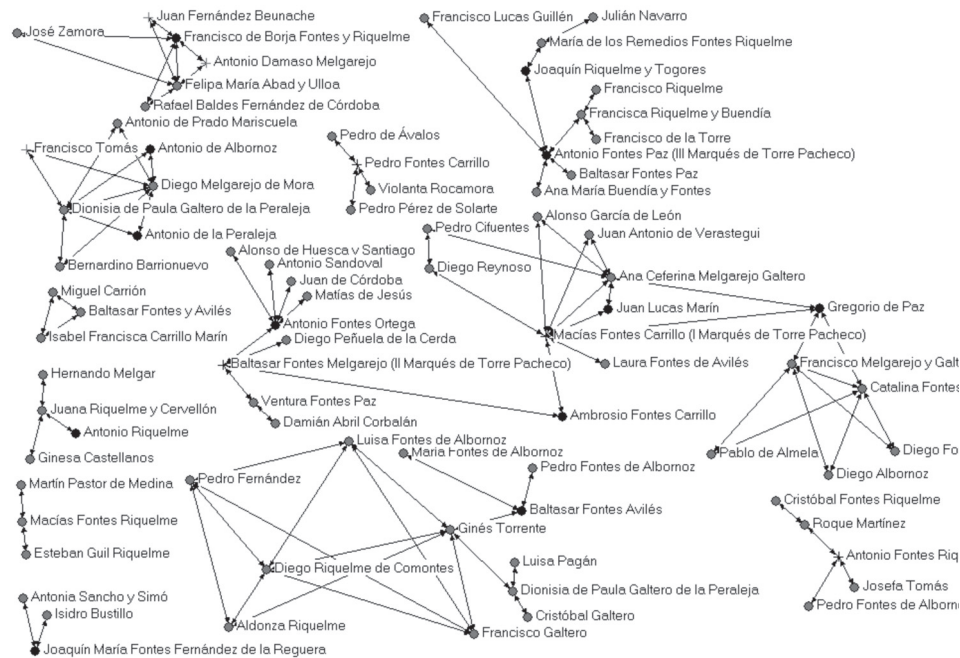 Juan Fernández Beunache
José Zamora
Francisco de Borja Fontes y Riquelme
Antonio Damaso Melgarejo
Felipa María Abad y Ulloa
Rafael Baldes Fernández de Córdoba
Antonio de Prado Mariscuela
Francisco Tomás
Antonio de Albornoz
Diego Melgarejo de Mora
Dionisia de Paula Galtero de la Peraleja
Antonio de la Peraleja
Bernardino Barrionuevo
Pedro de Ávalos
Pedro Fontes Carrillo
Violanta Rocamora
Pedro Pérez de Solarte
Francisco Lucas Guillén
Julián Navarro
María de los Remedios Fontes Riquelme
Joaquín Riquelme y Togores
Francisco Riquelme
Francisca Riquelme y Buendía
Francisco de la Torre
Antonio Fontes Paz (III Marqués de Torre Pacheco)
Baltasar Fontes Paz
Ana María Buendía y Fontes
Miguel Carrión
Baltasar Fontes y Avilés
Isabel Francisca Carrillo Marín
Alonso de Huesca y Santiago
Antonio Sandoval
Juan de Córdoba
Matías de Jesús
Antonio Fontes Ortega
Diego Peñuela de la Cerda
Baltasar Fontes Melgarejo (II Marqués de Torre Pacheco)
Ventura Fontes Paz
Damián Abril Corbalán
Alonso García de León
Pedro Cifuentes
Juan Antonio de Verastegui
Diego Reynoso
Ana Ceferina Melgarejo Galtero
Juan Lucas Marín
Gregorio de Paz
Macías Fontes Carrillo (I Marqués de Torre Pacheco)
Laura Fontes de Avilés
Francisco Melgarejo y Galt
Catalina Fontes
Ambrosio Fontes Carrillo
Pablo de Almela
Diego Fo
Diego Albornoz
Hernando Melgar
Juana Riquelme y Cervellón
Antonio Riquelme
Ginesa Castellanos
Martín Pastor de Medina
Macías Fontes Riquelme
Esteban Guil Riquelme
Antonia Sancho y Simó
Isidro Bustillo
Joaquín María Fontes Fernández de la Reguera
Luisa Fontes de Albornoz
Maria Fontes de Albornoz
Pedro Fernández
Pedro Fontes de Albornoz
Baltasar Fontes Avilés
Ginés Torrente
Diego Riquelme de Comontes
Luisa Pagán
Dionisia de Paula Galtero de la Peraleja
Cristóbal Galtero
Aldonza Riquelme
Francisco Galtero
Cristóbal Fontes Riquelme
Roque Martínez
Antonio Fontes Riq
Josefa Tomás
Pedro Fontes de Alborn